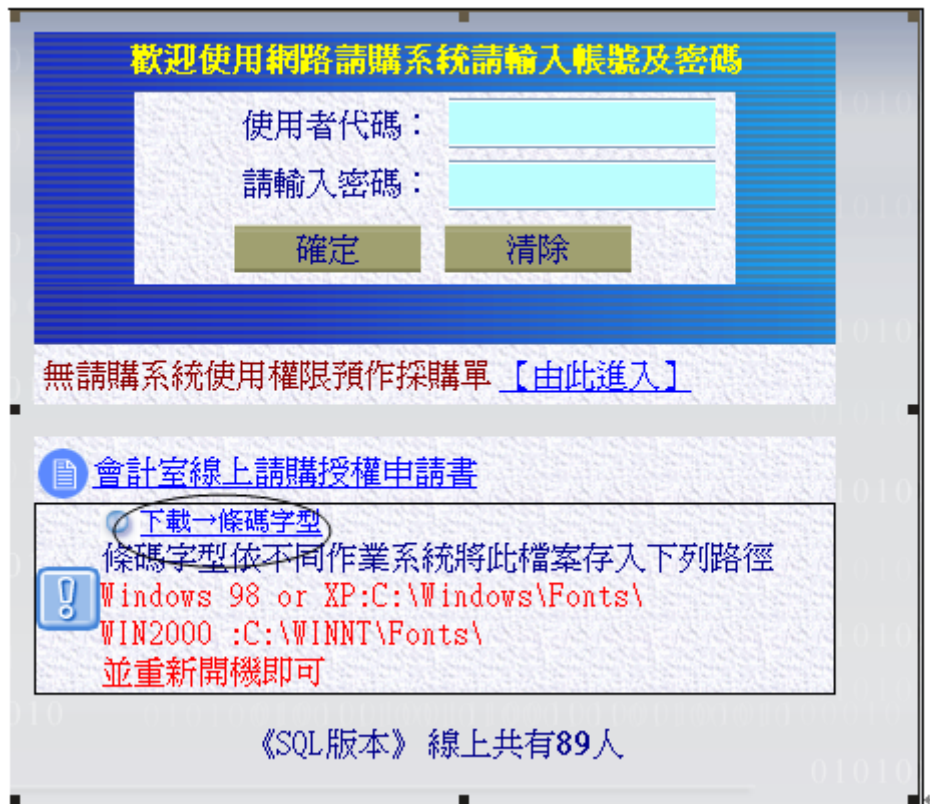 歡迎使用網路請購系統請輸入帳號及密碼
使用者代碼：
請輸入密碼：
確定 清除
無請購系統使用權限預作採購單 【由此進入】
會計室線上請購授權申請書
下載→條碼字型
條碼字型依不同作業系統將此檔案存入下列路徑
Windows 98 or XP:C:\Windows\Fonts\
WIN2000 :C:\WINNT\Fonts\
並重新開機即可
《SQL版本》 線上共有89人